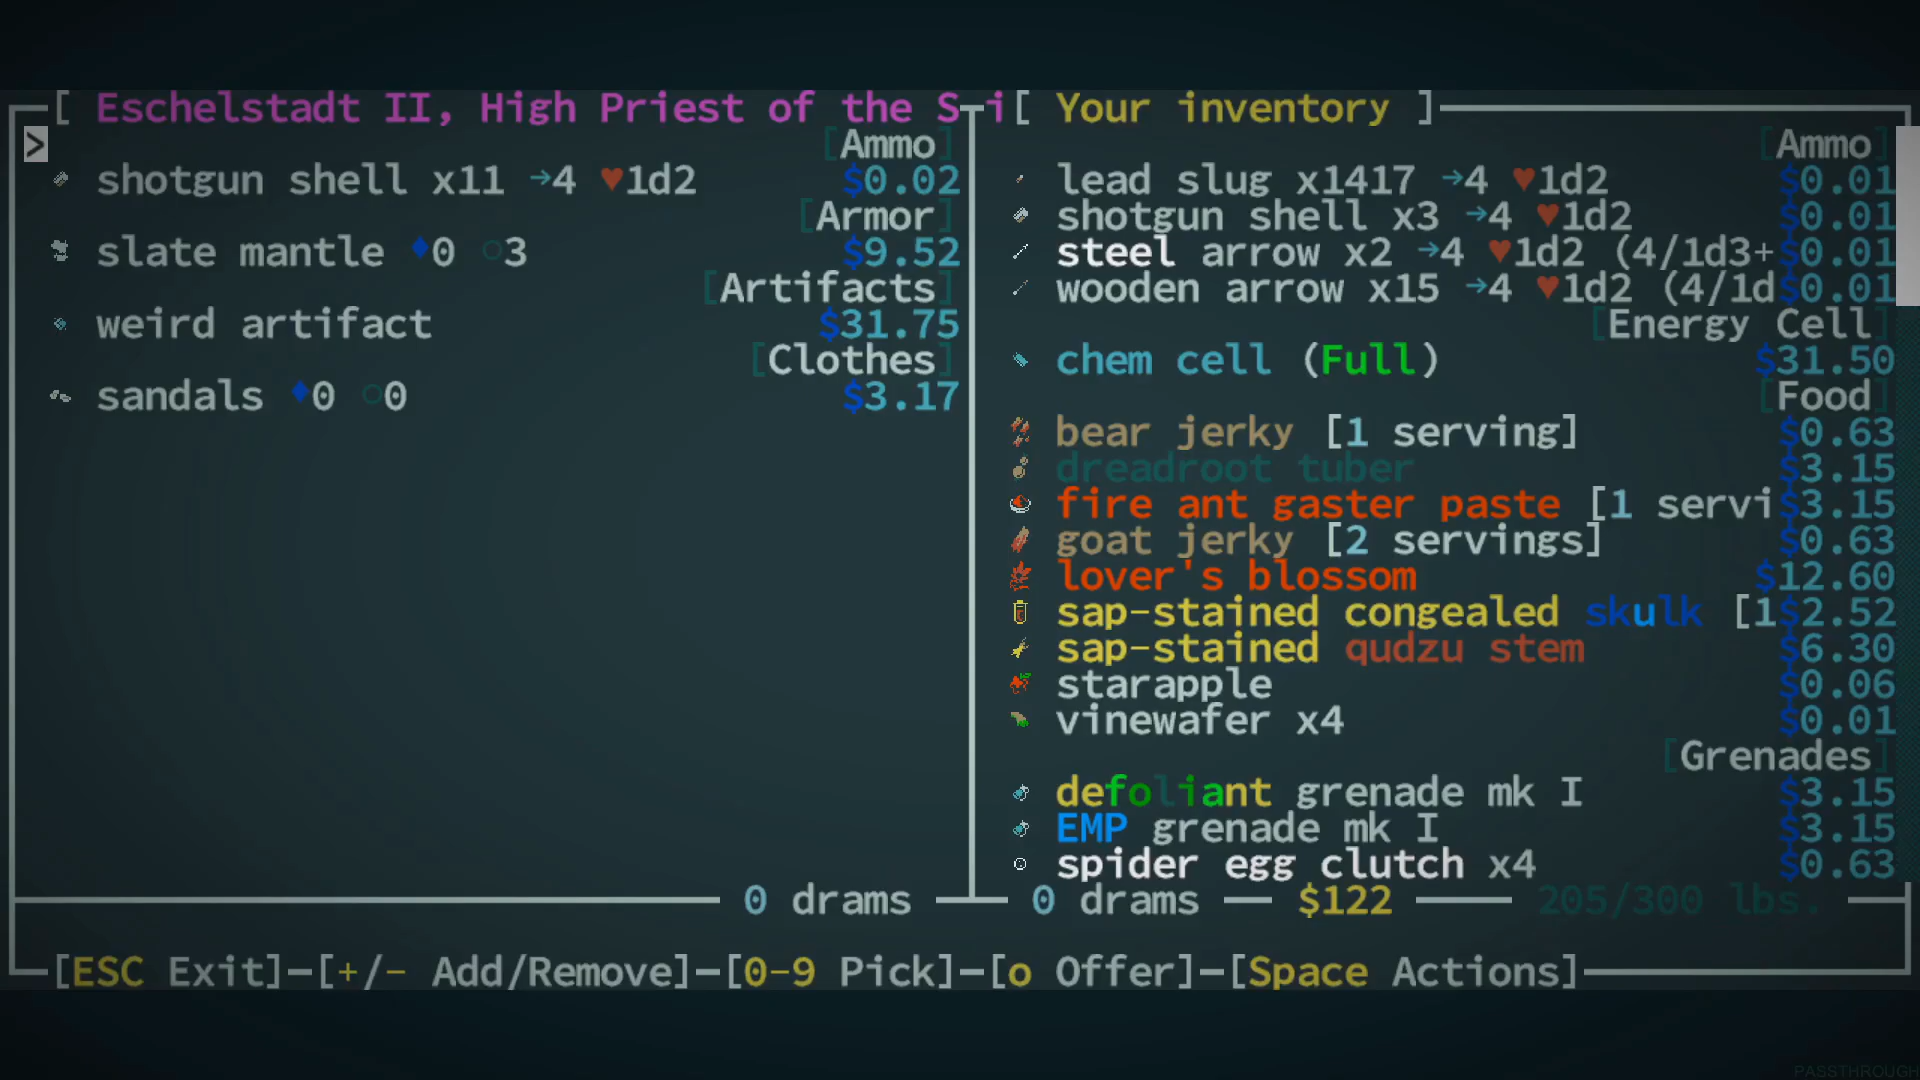 [ Eschelstadt II, High Priest of the S i[ Your inventory ]
>
[Ammo]
shotgun shell x11 →4 ♥1d2 $0.02
[Armor]
slate mantle ♦0 ○3 $9.52
[Artifacts]
weird artifact $31.75
[Clothes]
sandals ♦0 ○0 $3.17
0 drams
[Ammo]
lead slug x1417 →4 ♥1d2 $0.01
shotgun shell x3 →4 ♥1d2 $0.01
steel arrow x2 →4 ♥1d2 (4/1d3+ $0.01
wooden arrow x15 →4 ♥1d2 (4/1d $0.01
[Energy Cell]
chem cell (Full) $31.50
[Food]
bear jerky [1 serving] $0.63
dreadroot tuber $3.15
fire ant gaster paste [1 servi $3.15
goat jerky [2 servings] $0.63
lover's blossom $12.60
sap-stained congealed skulk [1 $2.52
sap-stained qudzu stem $6.30
starapple $0.06
vinewafer x4 $0.01
[Grenades]
defoliant grenade mk I $3.15
EMP grenade mk I $3.15
spider egg clutch x4 $0.63
0 drams $122 205/300 lbs.
[ESC Exit]-[+/- Add/Remove]-[0-9 Pick]-[o Offer]-[Space Actions]
PASSTHROUGH